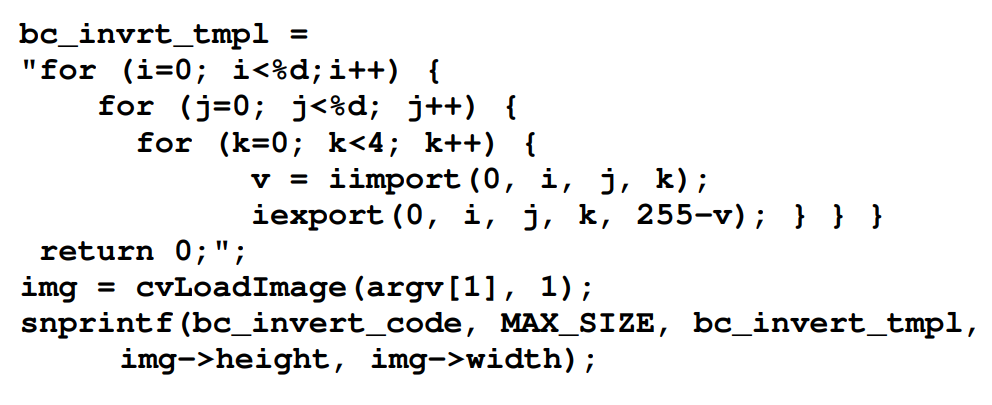 bc_invrt_tmpl =
"for (i=0; i<%d;i++) {
    for (j=0; j<%d; j++) {
      for (k=0; k<4; k++) {
            v = iimport(0, i, j, k);
            iexport(0, i, j, k, 255-v); } } }
 return 0;";
img = cvLoadImage(argv[1], 1);
snprintf(bc_invert_code, MAX_SIZE, bc_invert_tmpl,
     img->height, img->width);